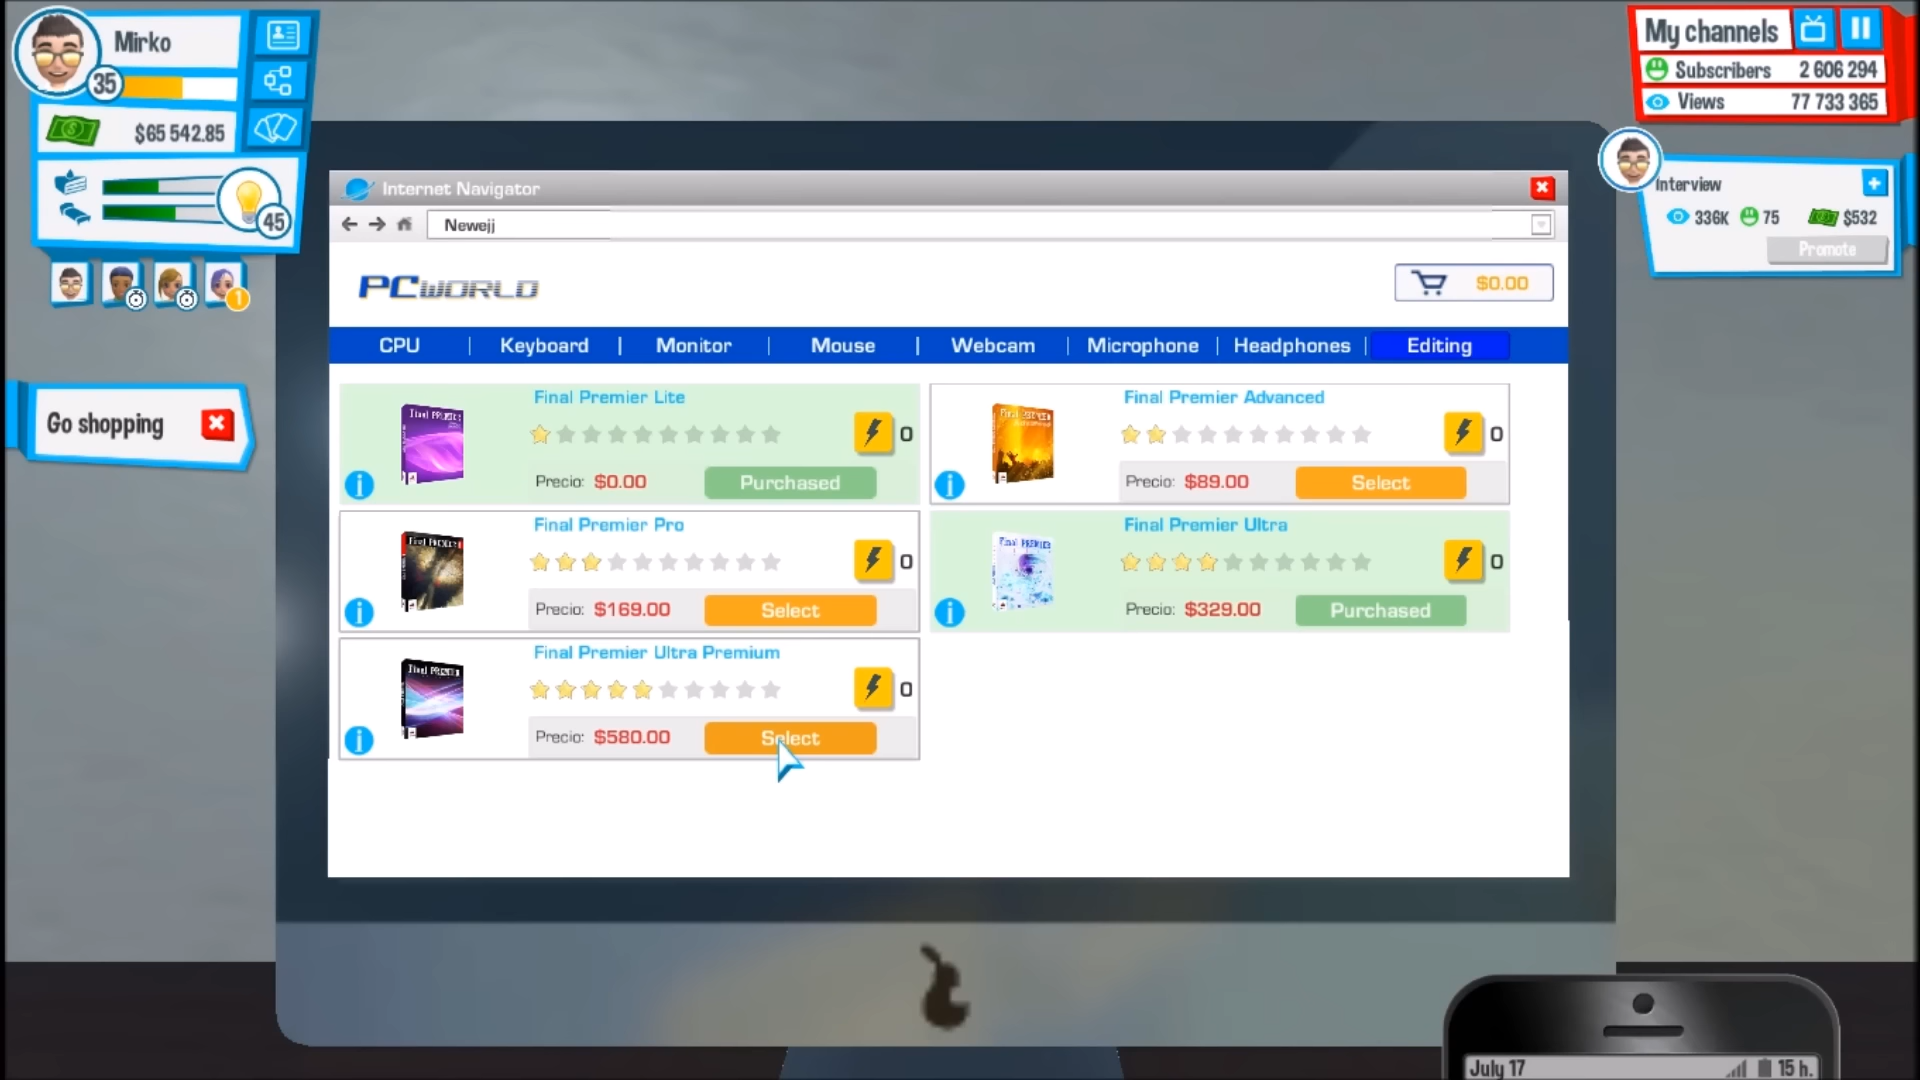 Mirko
35
$65 542.85
45
1
My channels
Subscribers 2 606 294
Views 77 733 365
Interview
336K 75 $532
Promote
Go shopping
Internet Navigator
Newejj
PCWORLD
$0.00
CPU | Keyboard | Monitor | Mouse | Webcam | Microphone | Headphones | Editing
Final Premier Lite
0
Precio: $0.00 Purchased
Final Premier Advanced
0
Precio: $89.00 Select
Final Premier Pro
0
Precio: $169.00 Select
Final Premier Ultra
0
Precio: $329.00 Purchased
Final Premier Ultra Premium
0
Precio: $580.00 Select
July 17 15 h.